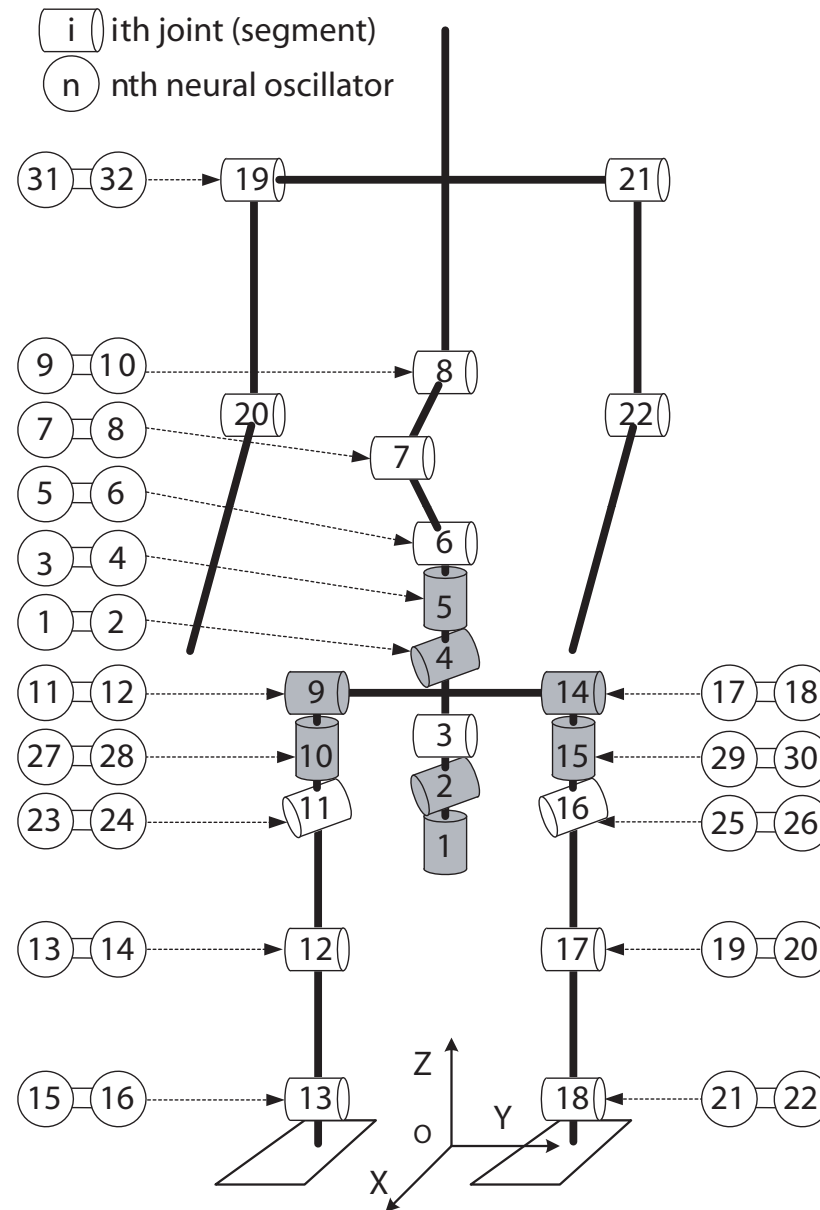 i ith joint (segment)
n nth neural oscillator
31 32 19 21
9 10 8
20 22
7 8 7
5 6 6
3 4 5
1 2 4
11 12 9 14 17 18
3
27 28 10 15 29 30
2
23 24 11 16 25 26
1
13 14 12 17 19 20
Z
15 16 13 18 21 22
O Y
X